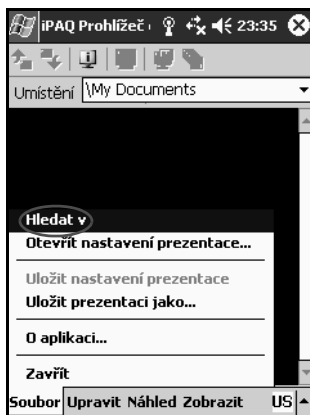 iPAQ Prohlížeč 23:35
Umístění \My Documents
Hledat v
Otevřít nastavení prezentace...
Uložit nastavení prezentace
Uložit prezentaci jako...
O aplikaci...
Zavřít
Soubor Upravit Náhled Zobrazit US